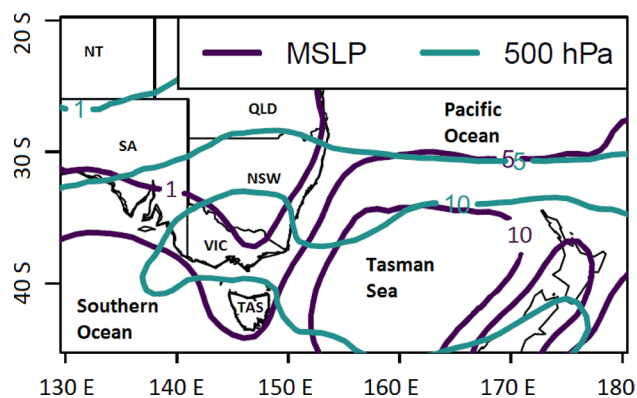 20 S
NT
MSLP
500 hPa
1
QLD
Pacific
Ocean
30 S
SA
5
5
NSW
1
10
VIC
10
Tasman
Sea
40 S
Southern
Ocean
TAS
130 E
140 E
150 E
160 E
170 E
180 E